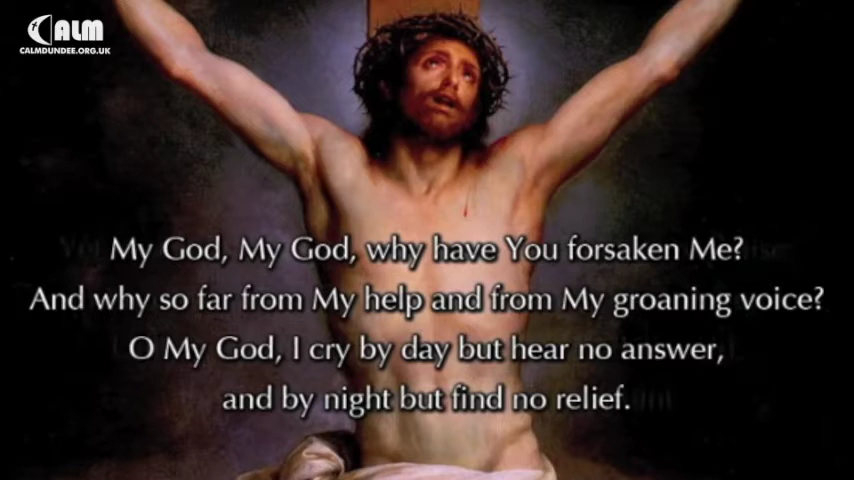 CALM
CALMDUNDEE.ORG.UK
My God, My God, why have You forsaken Me?
And why so far from My help and from My groaning voice?
O My God, I cry by day but hear no answer,
and by night but find no relief.